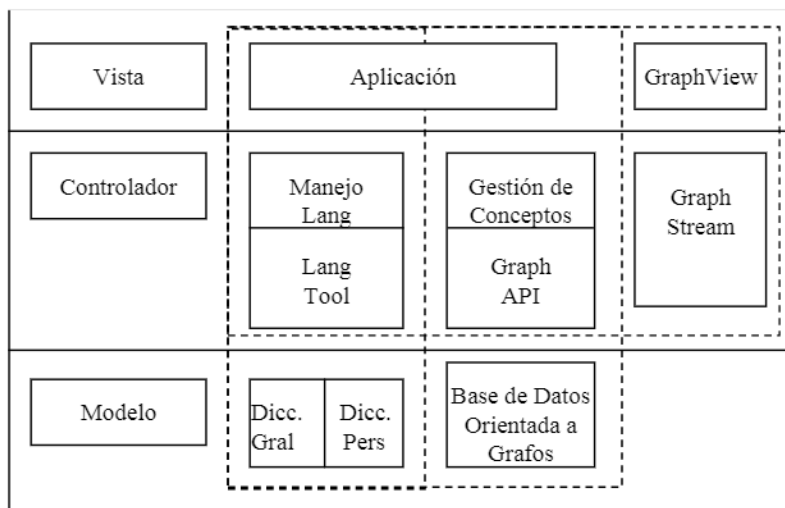 Vista
Aplicación
GraphView
Controlador
Manejo
Lang
Lang
Tool
Gestión de
Conceptos
Graph
API
Graph
Stream
Modelo
Dicc.
Gral
Dicc.
Pers
Base de Datos
Orientada a
Grafos